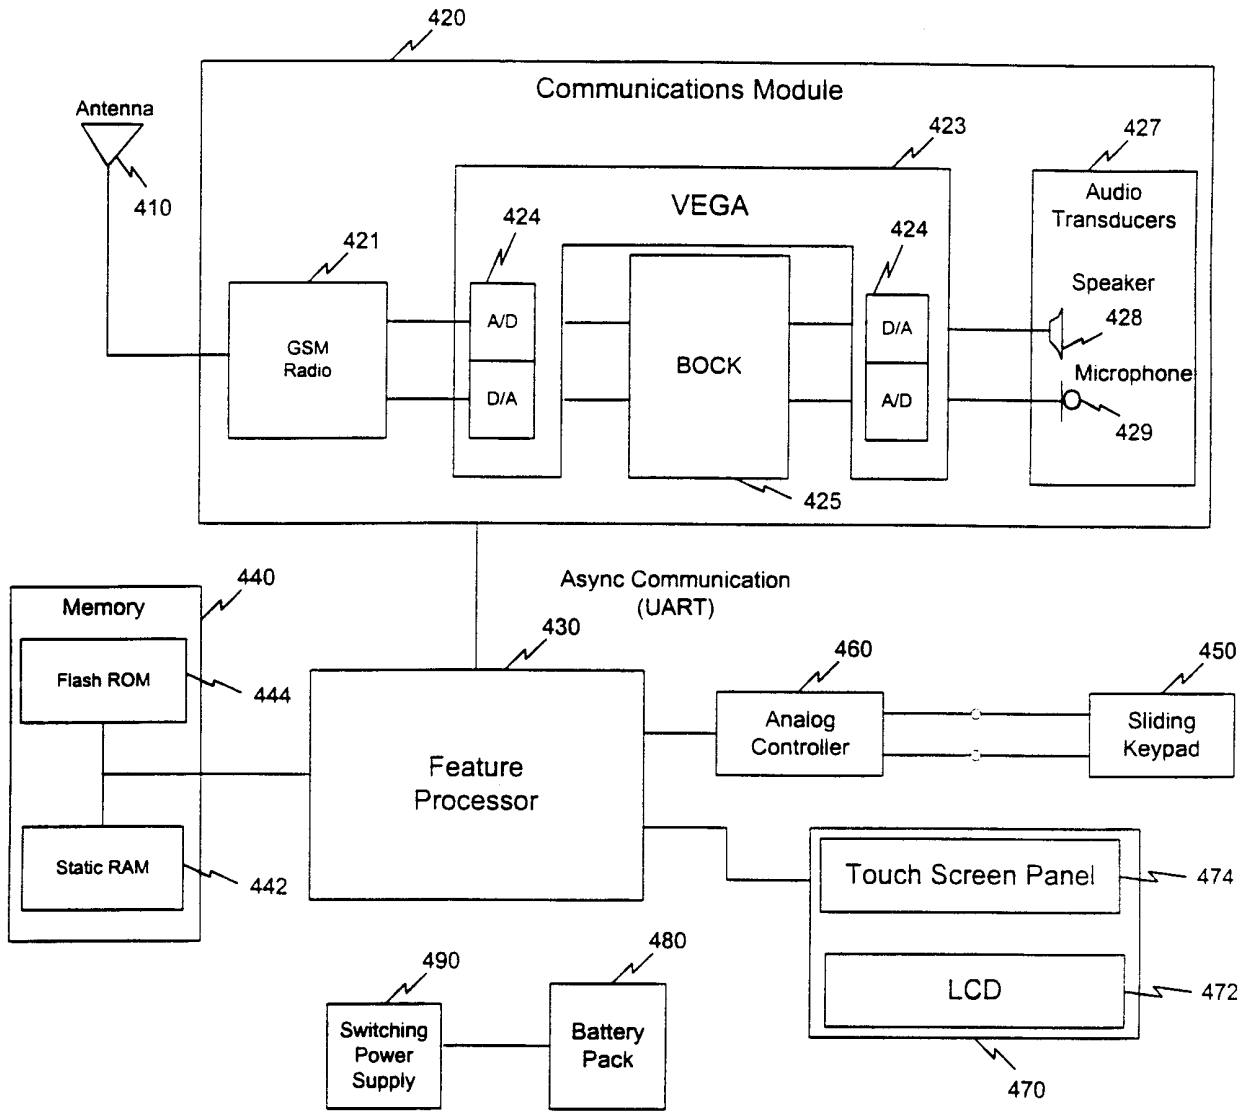 420
Communications Module
Antenna
410
423
427
VEGA
Audio
Transducers
424
424
421
Speaker
A/D
D/A
428
GSM
Radio
BOCK
Microphone
D/A
A/D
429
425
440
Async Communication
(UART)
Memory
430
460
450
Flash ROM
444
Analog
Controller
Sliding
Keypad
Feature
Processor
Static RAM
442
Touch Screen Panel
474
480
490
LCD
472
Switching
Power
Supply
Battery
Pack
470